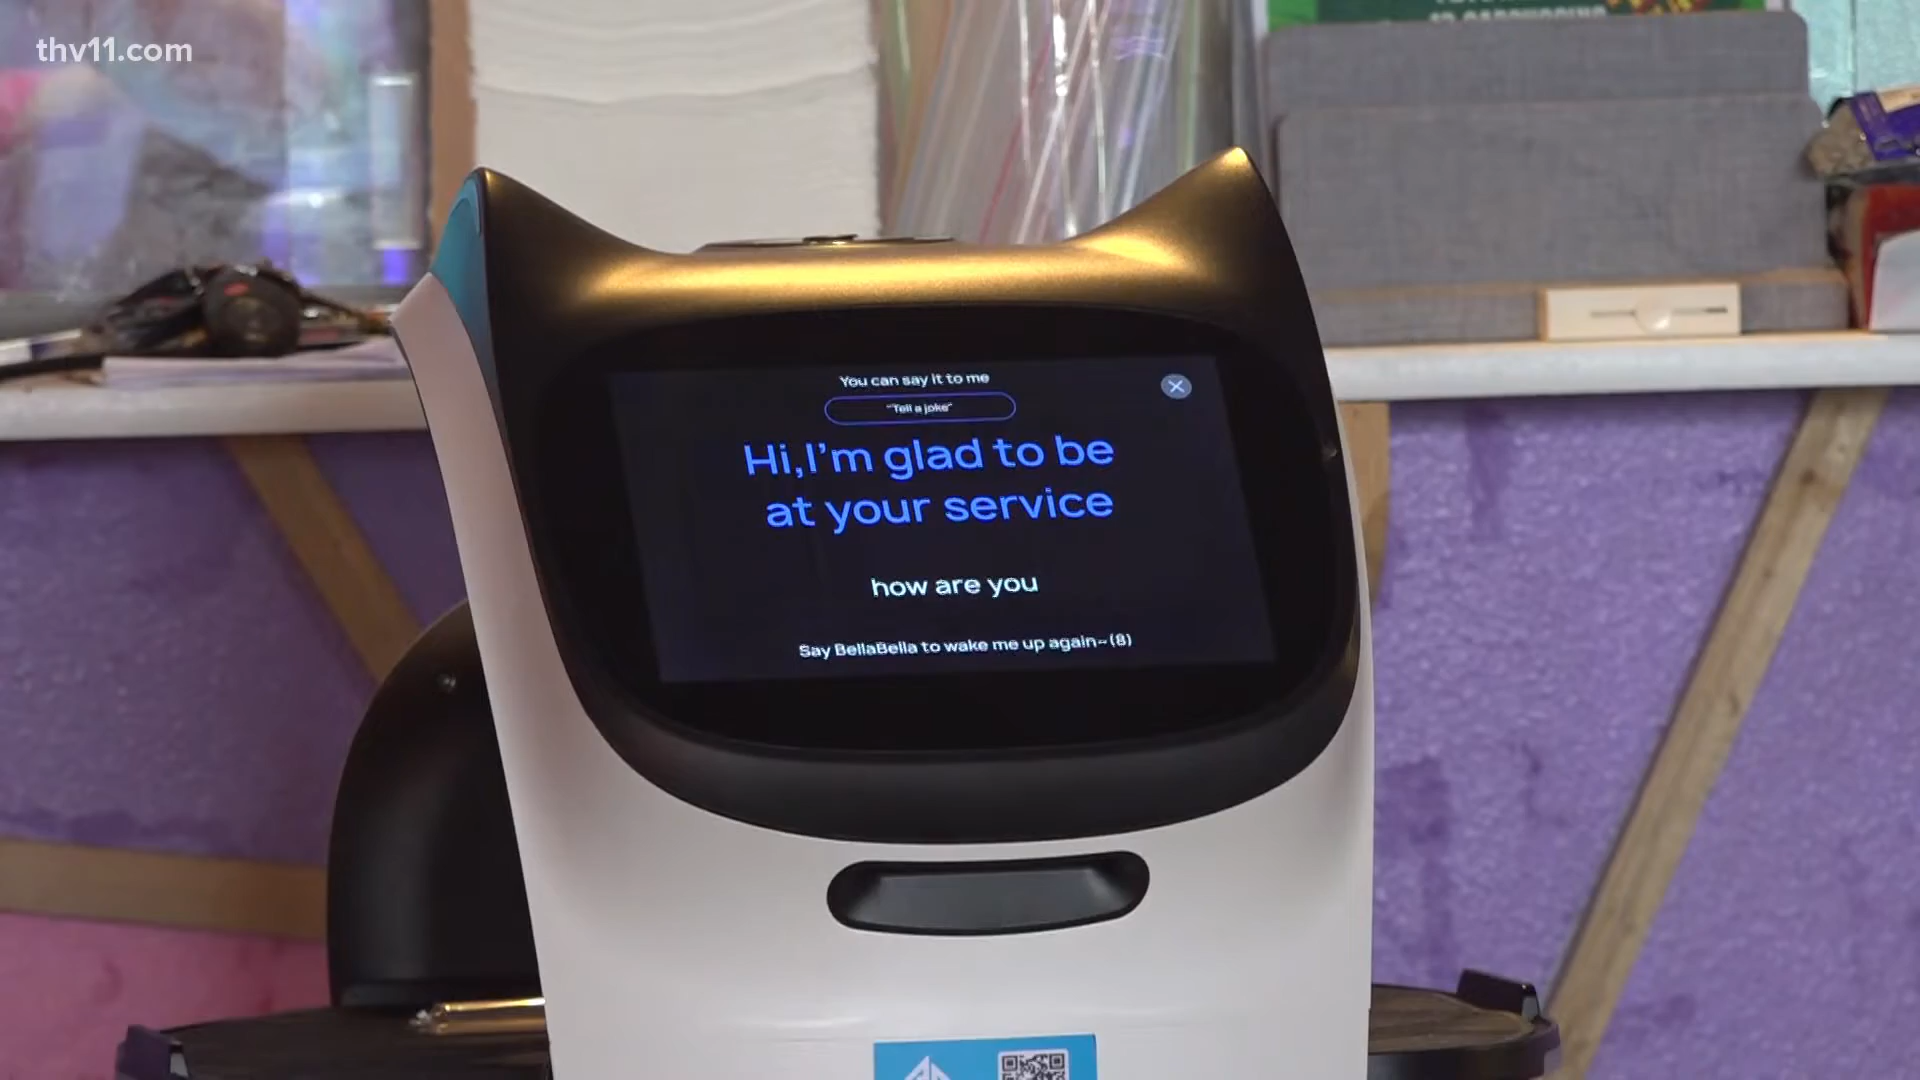 thv11.com
You can say it to me
"Tell a joke"
Hi,I'm glad to be
at your service
how are you
Say BellaBella to wake me up again~(8)